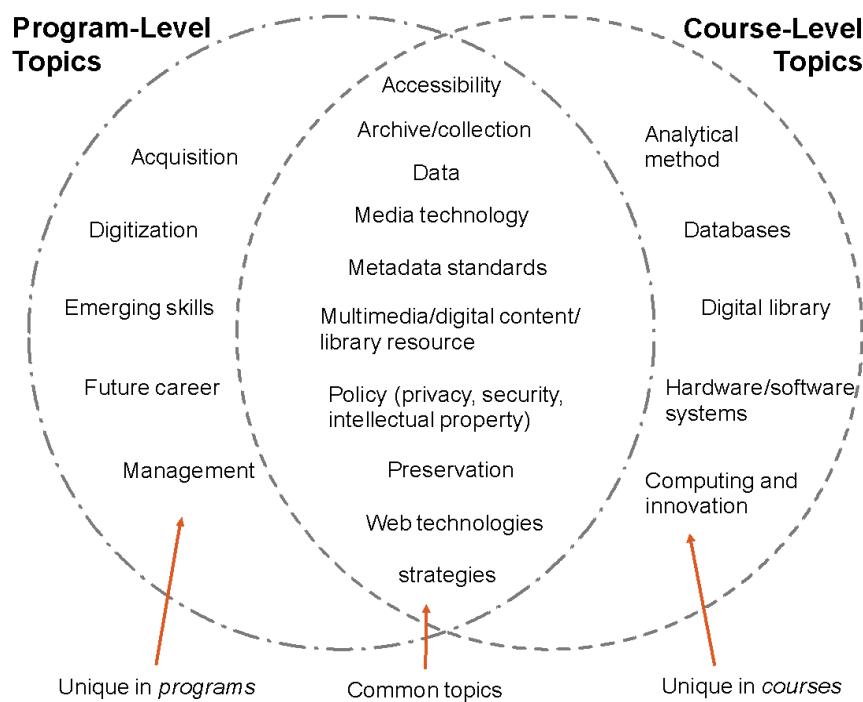 Program-Level
Topics
Course-Level
Topics
Accessibility
Archive/collection
Data
Media technology
Metadata standards
Multimedia/digital content/
library resource
Policy (privacy, security,
intellectual property)
Preservation
Web technologies
strategies
Acquisition
Digitization
Emerging skills
Future career
Management
Analytical
method
Databases
Digital library
Hardware/software
systems
Computing and
innovation
Unique in programs
Common topics
Unique in courses